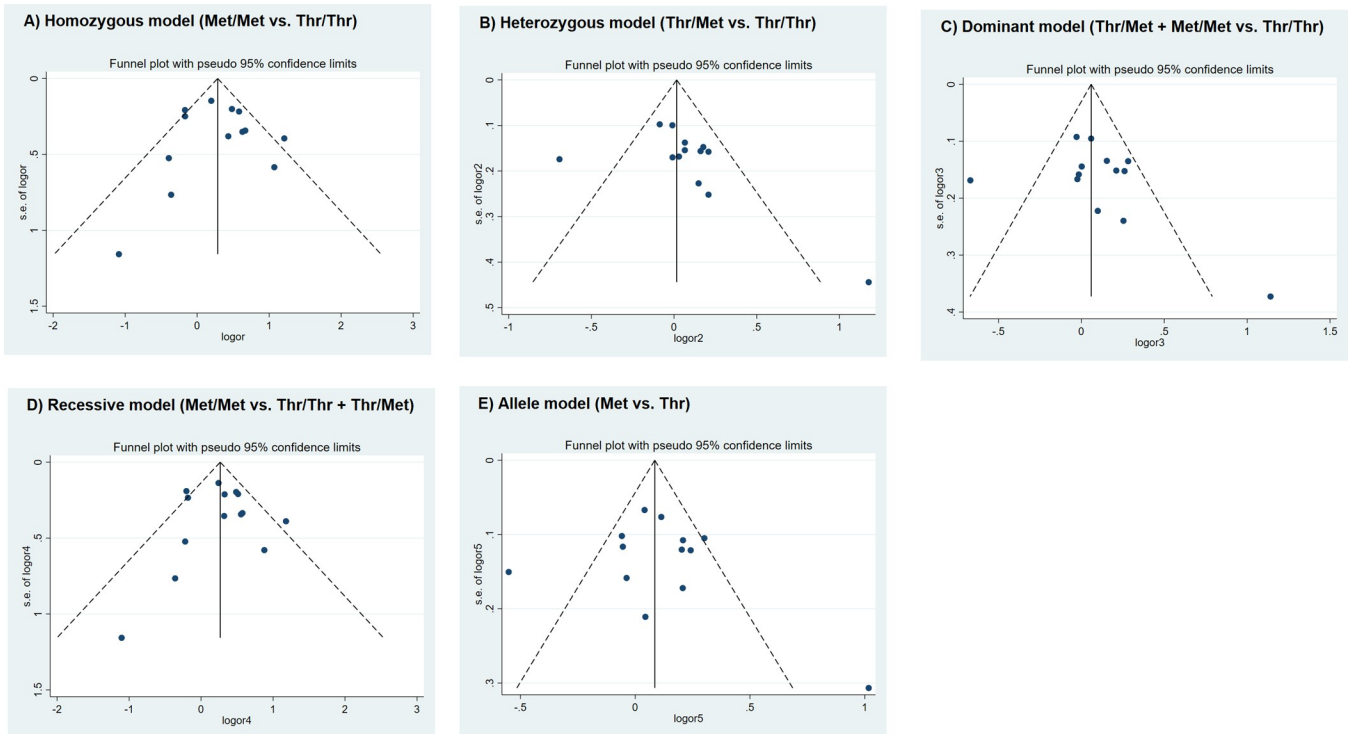 A) Homozygous model (Met/Met vs. Thr/Thr)
Funnel plot with pseudo 95% confidence limits
s.e. of logor
0
.5
1
1.5
-2
-1
0
1
2
3
logor
B) Heterozygous model (Thr/Met vs. Thr/Thr)
Funnel plot with pseudo 95% confidence limits
s.e. of logor2
0
.1
.2
.3
.4
.5
-1
-.5
0
.5
1
logor2
C) Dominant model (Thr/Met + Met/Met vs. Thr/Thr)
Funnel plot with pseudo 95% confidence limits
s.e. of logor3
0
.1
.2
.3
.4
-.5
0
.5
1
1.5
logor3
D) Recessive model (Met/Met vs. Thr/Thr + Thr/Met)
Funnel plot with pseudo 95% confidence limits
s.e. of logor4
0
.5
1
1.5
-2
-1
0
1
2
3
logor4
E) Allele model (Met vs. Thr)
Funnel plot with pseudo 95% confidence limits
s.e. of logor5
0
.1
.2
.3
-.5
0
.5
1
logor5